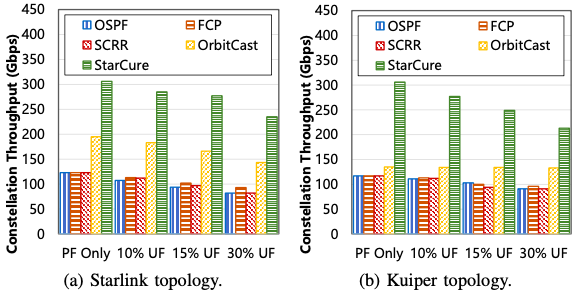 Constellation Throughput (Gbps)
450
400
350
300
250
200
150
100
50
0
OSPF
FCP
SCRR
OrbitCast
StarCure
PF Only 10% UF 15% UF 30% UF
(a) Starlink topology.
Constellation Throughput (Gbps)
450
400
350
300
250
200
150
100
50
0
OSPF
FCP
SCRR
OrbitCast
StarCure
PF Only 10% UF 15% UF 30% UF
(b) Kuiper topology.